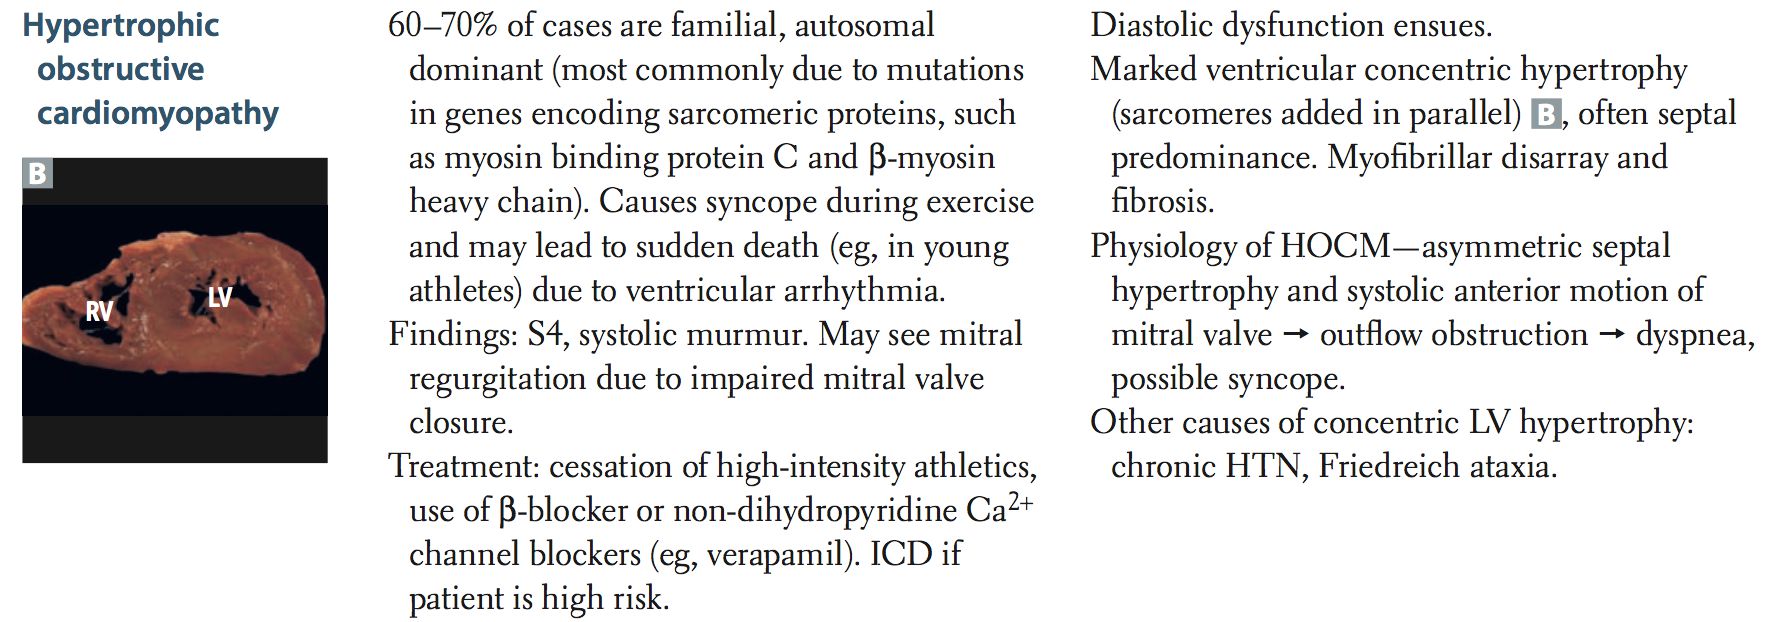 Hypertrophic
obstructive
cardiomyopathy
B
RV
LV
60–70% of cases are familial, autosomal
dominant (most commonly due to mutations
in genes encoding sarcomeric proteins, such
as myosin binding protein C and β-myosin
heavy chain). Causes syncope during exercise
and may lead to sudden death (eg, in young
athletes) due to ventricular arrhythmia.
Findings: S4, systolic murmur. May see mitral
regurgitation due to impaired mitral valve
closure.
Treatment: cessation of high-intensity athletics,
use of β-blocker or non-dihydropyridine Ca²⁺
channel blockers (eg, verapamil). ICD if
patient is high risk.
Diastolic dysfunction ensues.
Marked ventricular concentric hypertrophy
(sarcomeres added in parallel) B, often septal
predominance. Myofibrillar disarray and
fibrosis.
Physiology of HOCM—asymmetric septal
hypertrophy and systolic anterior motion of
mitral valve → outflow obstruction → dyspnea,
possible syncope.
Other causes of concentric LV hypertrophy:
chronic HTN, Friedreich ataxia.